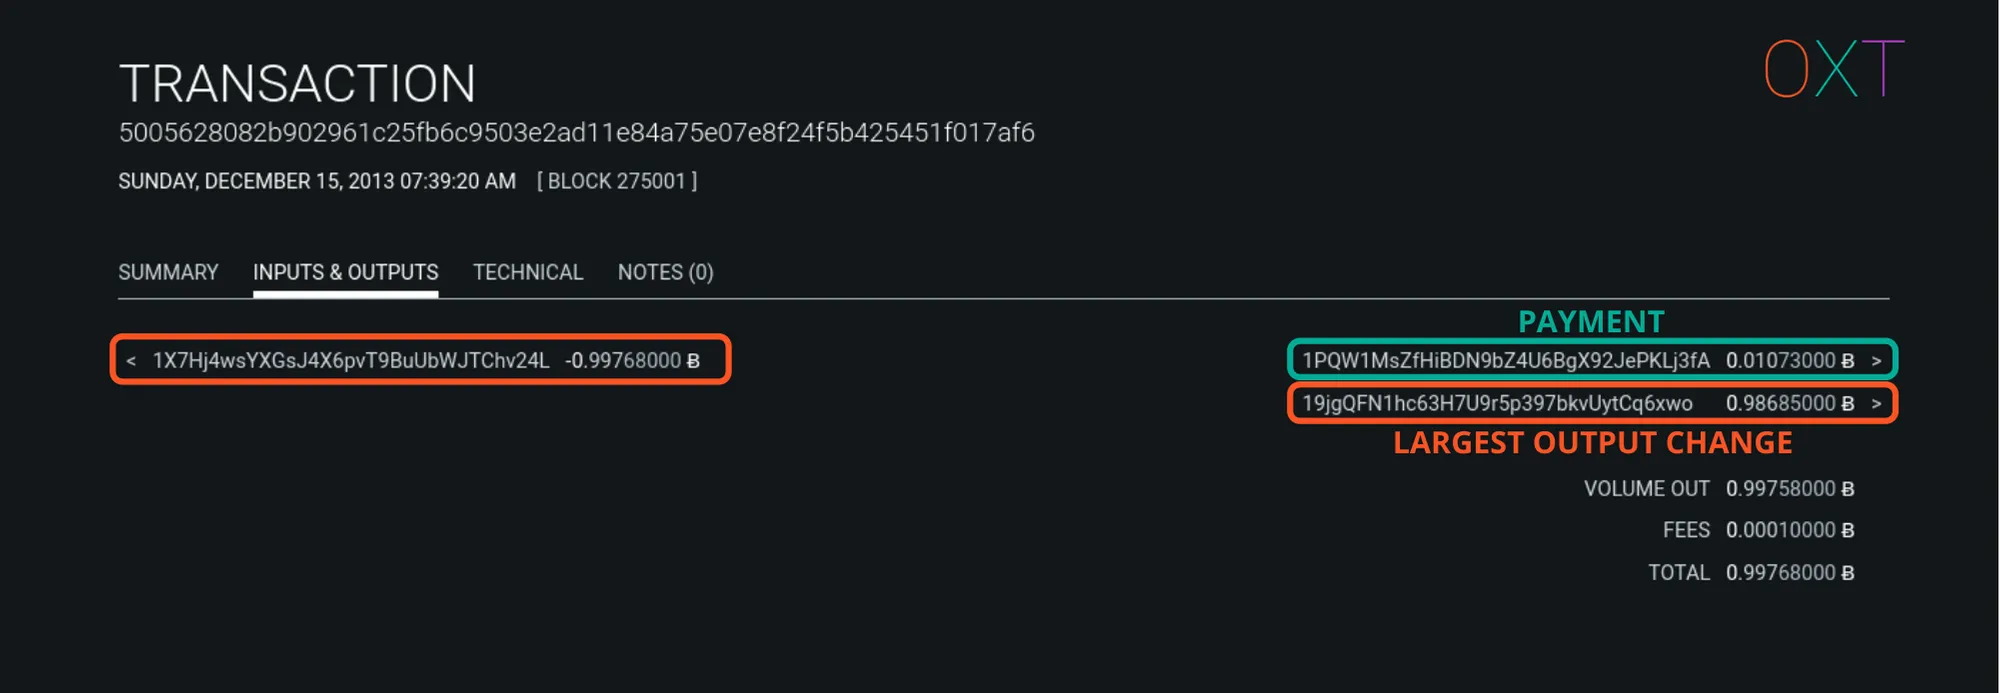 OXT
TRANSACTION
5005628082b902961c25fb6c9503e2ad11e84a75e07e8f24f5b425451f017af6
SUNDAY, DECEMBER 15, 2013 07:39:20 AM [ BLOCK 275001 ]
SUMMARY INPUTS & OUTPUTS TECHNICAL NOTES (0)
PAYMENT
< 1X7Hj4wsYXGsJ4X6pvT9BuUbWJTChv24L -0.99768000 Ƀ 1PQW1MsZfHiBDN9bZ4U6BgX92JePKLj3fA 0.01073000 Ƀ >
19jgQFN1hc63H7U9r5p397bkvUytCq6xwo 0.98685000 Ƀ >
LARGEST OUTPUT CHANGE
VOLUME OUT 0.99758000 Ƀ
FEES 0.00010000 Ƀ
TOTAL 0.99768000 Ƀ